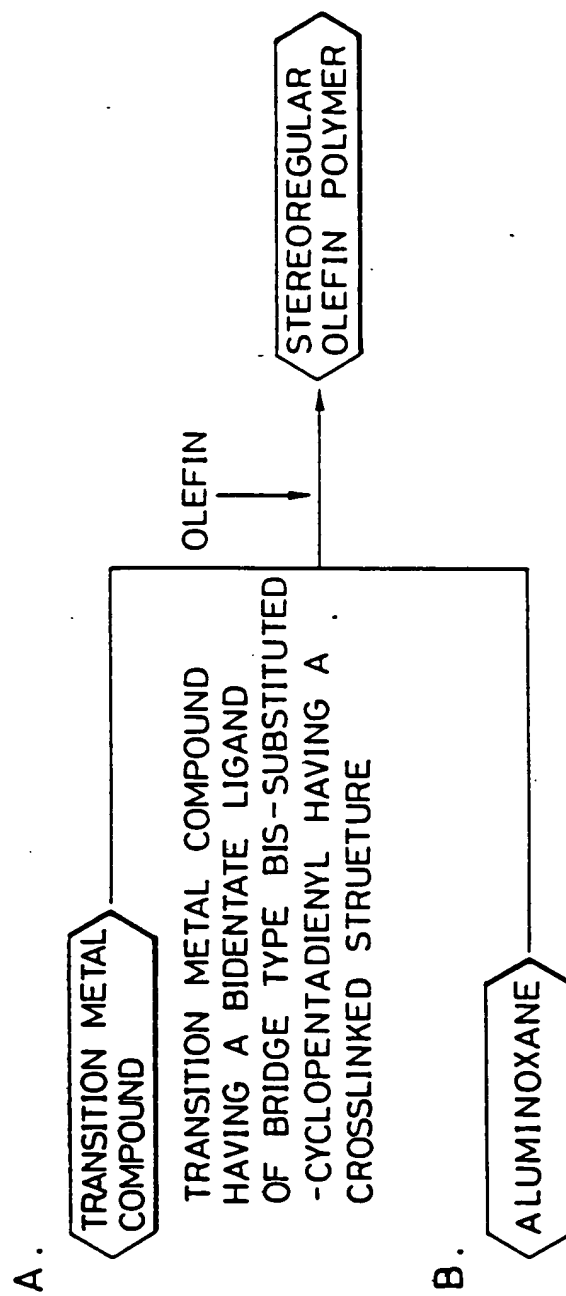 A.
TRANSITION METAL
COMPOUND
TRANSITION METAL COMPOUND
HAVING A BIDENTATE LIGAND
OF BRIDGE TYPE BIS-SUBSTITUTED
-CYCLOPENTADIENYL HAVING A
CROSSLINKED STRUETURE
OLEFIN
STEREOREGULAR
OLEFIN POLYMER
B.
ALUMINOXANE